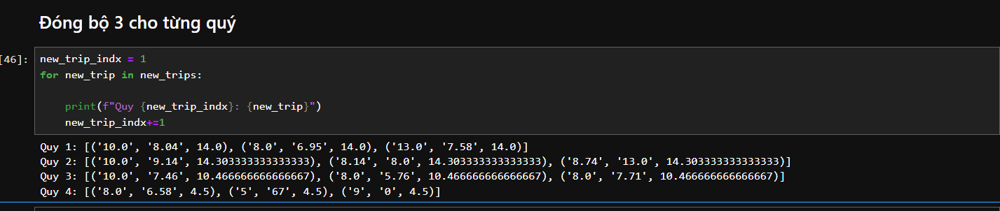 Đóng bộ 3 cho từng quý
[46]:
new_trip_indx = 1
for new_trip in new_trips:
print(f"Quy {new_trip_indx}: {new_trip}")
new_trip_indx+=1
Quy 1: [('10.0', '8.04', 14.0), ('8.0', '6.95', 14.0), ('13.0', '7.58', 14.0)]
Quy 2: [('10.0', '9.14', 14.303333333333333), ('8.14', '8.0', 14.303333333333333), ('8.74', '13.0', 14.303333333333333)]
Quy 3: [('10.0', '7.46', 10.466666666666667), ('8.0', '5.76', 10.466666666666667), ('8.0', '7.71', 10.466666666666667)]
Quy 4: [('8.0', '6.58', 4.5), ('5', '67', 4.5), ('9', '0', 4.5)]